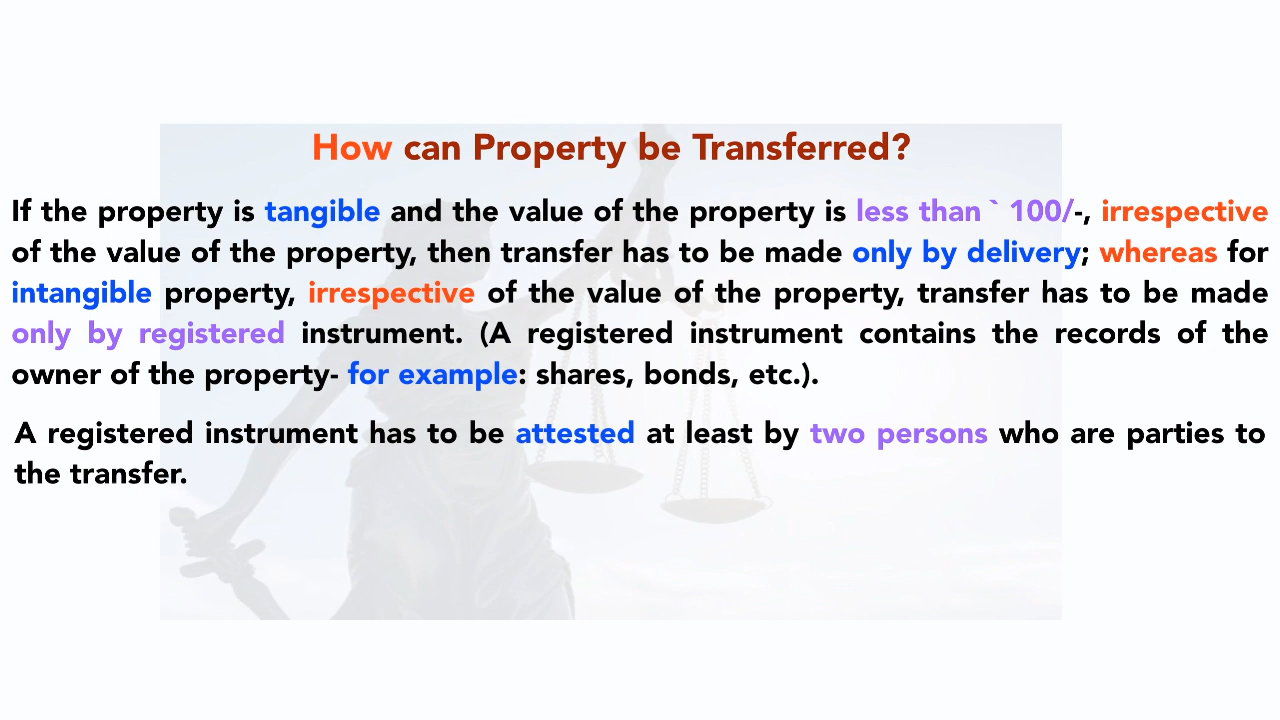 How can Property be Transferred?
If the property is tangible and the value of the property is less than ` 100/-, irrespective
of the value of the property, then transfer has to be made only by delivery; whereas for
intangible property, irrespective of the value of the property, transfer has to be made
only by registered instrument. (A registered instrument contains the records of the
owner of the property- for example: shares, bonds, etc.).
A registered instrument has to be attested at least by two persons who are parties to
the transfer.